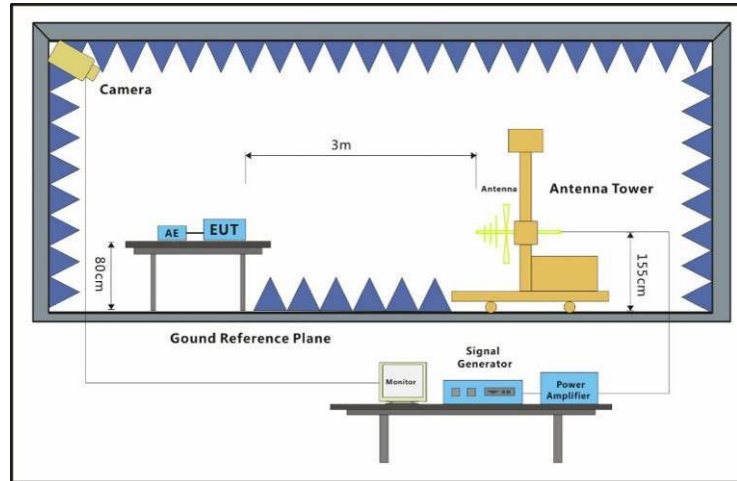 Camera
3m
Antenna
Antenna Tower
AE
EUT
80cm
155cm
Gound Reference Plane
Signal
Generator
Monitor
Power
Amplifier